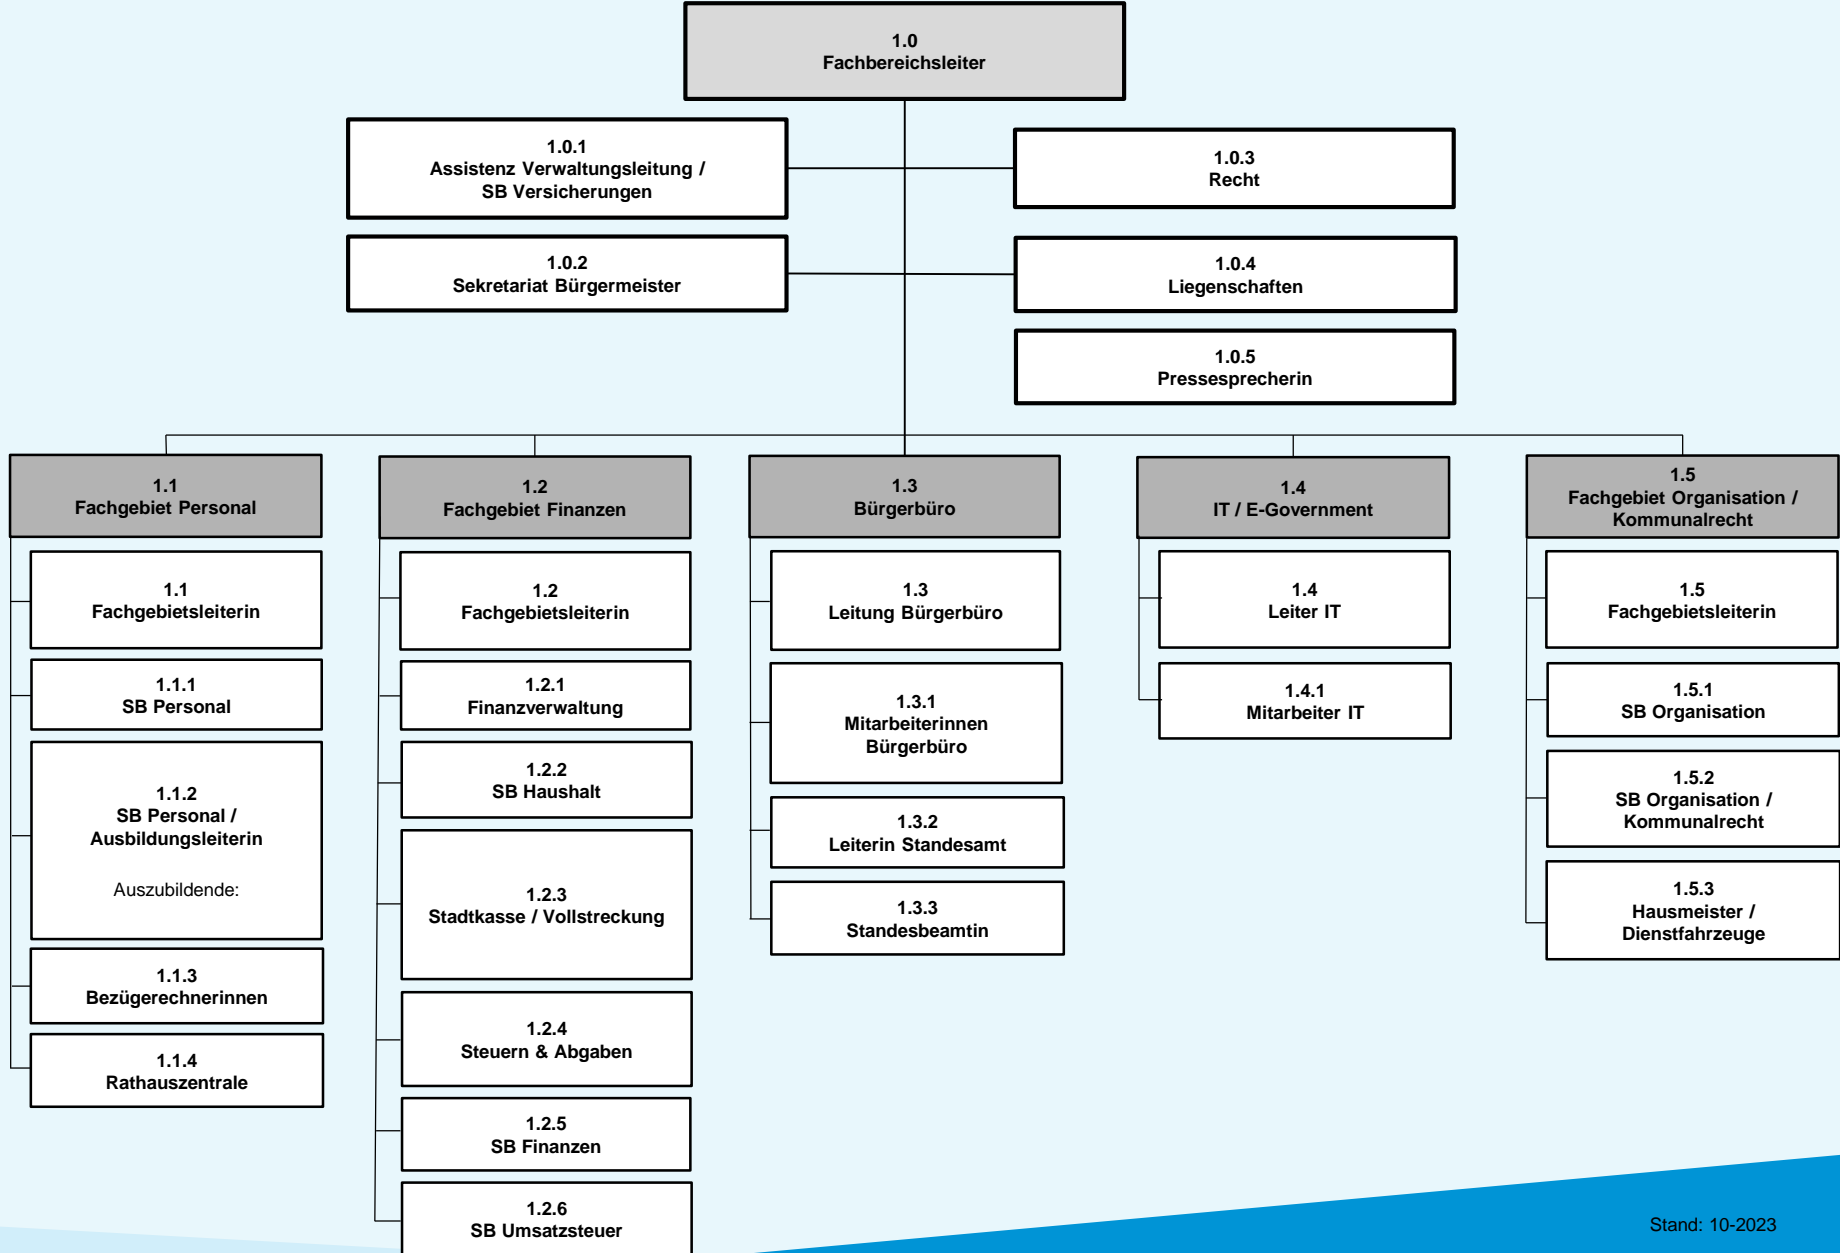 1.0
Fachbereichsleiter
1.0.1
Assistenz Verwaltungsleitung /
SB Versicherungen
1.0.3
Recht
1.0.2
Sekretariat Bürgermeister
1.0.4
Liegenschaften
1.0.5
Pressesprecherin
1.1
Fachgebiet Personal
1.1
Fachgebietsleiterin
1.1.1
SB Personal
1.1.2
SB Personal /
Ausbildungsleiterin
Auszubildende:
1.1.3
Bezügerechnerinnen
1.1.4
Rathauszentrale
1.2
Fachgebiet Finanzen
1.2
Fachgebietsleiterin
1.2.1
Finanzverwaltung
1.2.2
SB Haushalt
1.2.3
Stadtkasse / Vollstreckung
1.2.4
Steuern & Abgaben
1.2.5
SB Finanzen
1.2.6
SB Umsatzsteuer
1.3
Bürgerbüro
1.3
Leitung Bürgerbüro
1.3.1
Mitarbeiterinnen
Bürgerbüro
1.3.2
Leiterin Standesamt
1.3.3
Standesbeamtin
1.4
IT / E-Government
1.4
Leiter IT
1.4.1
Mitarbeiter IT
1.5
Fachgebiet Organisation /
Kommunalrecht
1.5
Fachgebietsleiterin
1.5.1
SB Organisation
1.5.2
SB Organisation /
Kommunalrecht
1.5.3
Hausmeister /
Dienstfahrzeuge
Stand: 10-2023